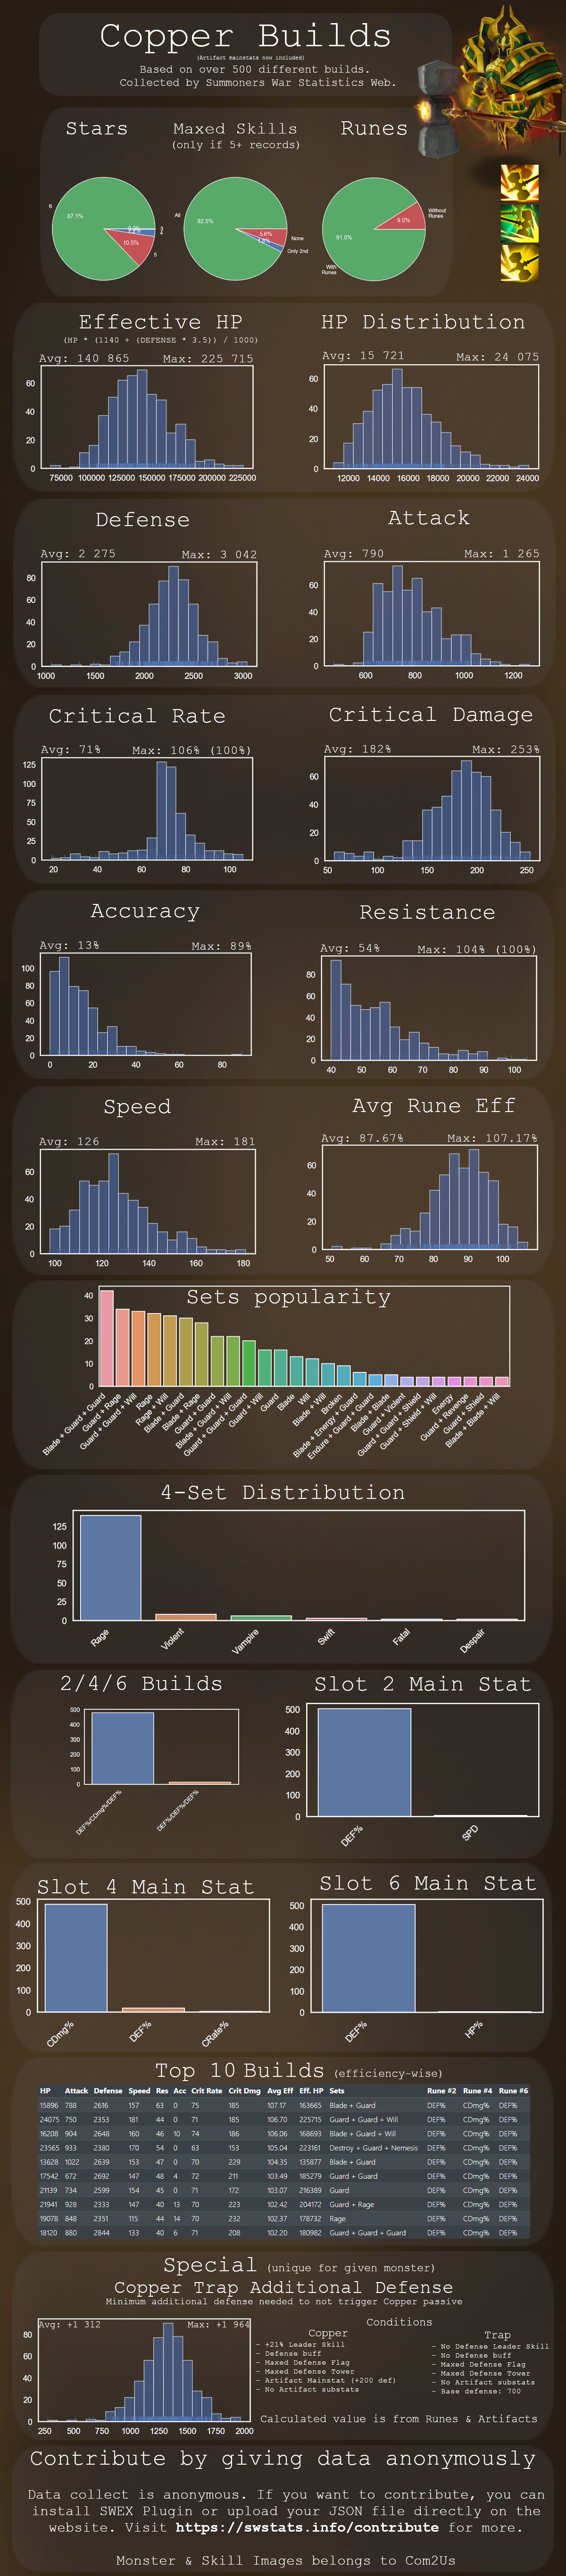 Copper Builds
(Artifact mainstats now included)
Based on over 500 different builds.
Collected by Summoners War Statistics Web.
Stars
Maxed Skills
(only if 5+ records)
Runes
6
87.1%
10.5%
5
3
4
All
92.5%
5.6%
None
Only 2nd
Without
Runes
9.0%
91.0%
With
Runes
Effective HP
(HP * (1140 + (DEFENSE * 3.5)) / 1000)
Avg: 140 865
Max: 225 715
60
40
20
0
75000 100000 125000 150000 175000 200000 225000
HP Distribution
Avg: 15 721
Max: 24 075
60
40
20
0
12000 14000 16000 18000 20000 22000 24000
Defense
Avg: 2 275
Max: 3 042
80
60
40
20
0
1000 1500 2000 2500 3000
Attack
Avg: 790
Max: 1 265
60
40
20
0
600 800 1000 1200
Critical Rate
Avg: 71%
Max: 106% (100%)
125
100
75
50
25
0
20 40 60 80 100
Critical Damage
Avg: 182%
Max: 253%
60
40
20
0
50 100 150 200 250
Accuracy
Avg: 13%
Max: 89%
100
80
60
40
20
0
0 20 40 60 80
Resistance
Avg: 54%
Max: 104% (100%)
80
60
40
20
0
40 50 60 70 80 90 100
Speed
Avg: 126
Max: 181
60
40
20
0
100 120 140 160 180
Avg Rune Eff
Avg: 87.67%
Max: 107.17%
60
40
20
0
50 60 70 80 90 100
Sets popularity
40
30
20
10
0
Blade + Guard + Guard
Guard + Rage
Guard + Guard + Will
Rage
Rage + Will
Blade + Guard
Blade + Rage
Guard + Guard
Blade + Guard + Will
Guard + Guard + Guard
Guard + Will
Guard
Blade
Will
Blade + Will
Broken
Blade + Energy + Guard
Endure + Guard + Guard
Blade + Blade
Guard + Violent
Guard + Guard + Shield
Guard + Shield + Will
Energy
Guard + Revenge
Guard + Shield
Blade + Blade + Will
4-Set Distribution
125
100
75
50
25
0
Rage
Violent
Vampire
Swift
Fatal
Despair
2/4/6 Builds
500
400
300
200
100
0
DEF%/CDmg%/DEF%
DEF%/DEF%/DEF%
Slot 2 Main Stat
500
400
300
200
100
0
DEF%
SPD
Slot 4 Main Stat
500
400
300
200
100
0
CDmg%
DEF%
CRate%
Slot 6 Main Stat
500
400
300
200
100
0
DEF%
HP%
Top 10 Builds (efficiency-wise)
HP Attack Defense Speed Res Acc Crit Rate Crit Dmg Avg Eff Eff. HP Sets Rune #2 Rune #4 Rune #6
15896 788 2616 157 63 0 75 185 107.17 163665 Blade + Guard DEF% CDmg% DEF%
24075 750 2353 181 44 0 71 185 106.70 225715 Guard + Guard + Will DEF% CDmg% DEF%
16208 904 2648 160 46 10 74 186 106.06 168693 Blade + Guard + Will DEF% CDmg% DEF%
23565 933 2380 170 54 0 63 153 105.04 223161 Destroy + Guard + Nemesis DEF% CDmg% DEF%
13628 1022 2639 153 47 0 70 229 104.35 135877 Blade + Guard DEF% CDmg% DEF%
17542 672 2692 147 48 4 72 211 103.49 185279 Guard + Guard DEF% CDmg% DEF%
21139 734 2599 154 45 0 71 172 103.07 216389 Guard DEF% CDmg% DEF%
21941 928 2333 147 40 13 70 223 102.42 204172 Guard + Rage DEF% CDmg% DEF%
19078 848 2351 115 44 14 70 232 102.37 178732 Rage DEF% CDmg% DEF%
18120 880 2844 133 40 6 71 208 102.20 180982 Guard + Guard + Guard DEF% CDmg% DEF%
Special (unique for given monster)
Copper Trap Additional Defense
Minimum additional defense needed to not trigger Copper passive
Avg: +1 312
Max: +1 964
80
60
40
20
0
250 500 750 1000 1250 1500 1750 2000
Conditions
Copper
- +21% Leader Skill
- Defense buff
- Maxed Defense Flag
- Maxed Defense Tower
- Artifact Mainstat (+200 def)
- No Artifact substats
Trap
- No Defense Leader Skill
- No Defense buff
- Maxed Defense Flag
- Maxed Defense Tower
- No Artifact substats
- Base defense: 700
Calculated value is from Runes & Artifacts
Contribute by giving data anonymously
Data collect is anonymous. If you want to contribute, you can
install SWEX Plugin or upload your JSON file directly on the
website. Visit https://swstats.info/contribute for more.
Monster & Skill Images belongs to Com2Us